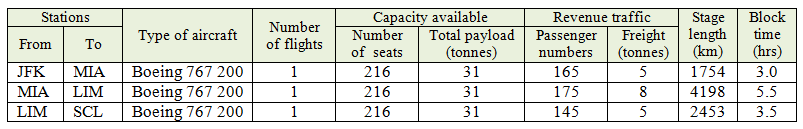 Stations Type of aircraft Number of flights Capacity available Revenue traffic Stage length (km) Block time (hrs)
From To Number of seats Total payload (tonnes) Passenger numbers Freight (tonnes)
JFK MIA Boeing 767 200 1 216 31 165 5 1754 3.0
MIA LIM Boeing 767 200 1 216 31 175 8 4198 5.5
LIM SCL Boeing 767 200 1 216 31 145 5 2453 3.5